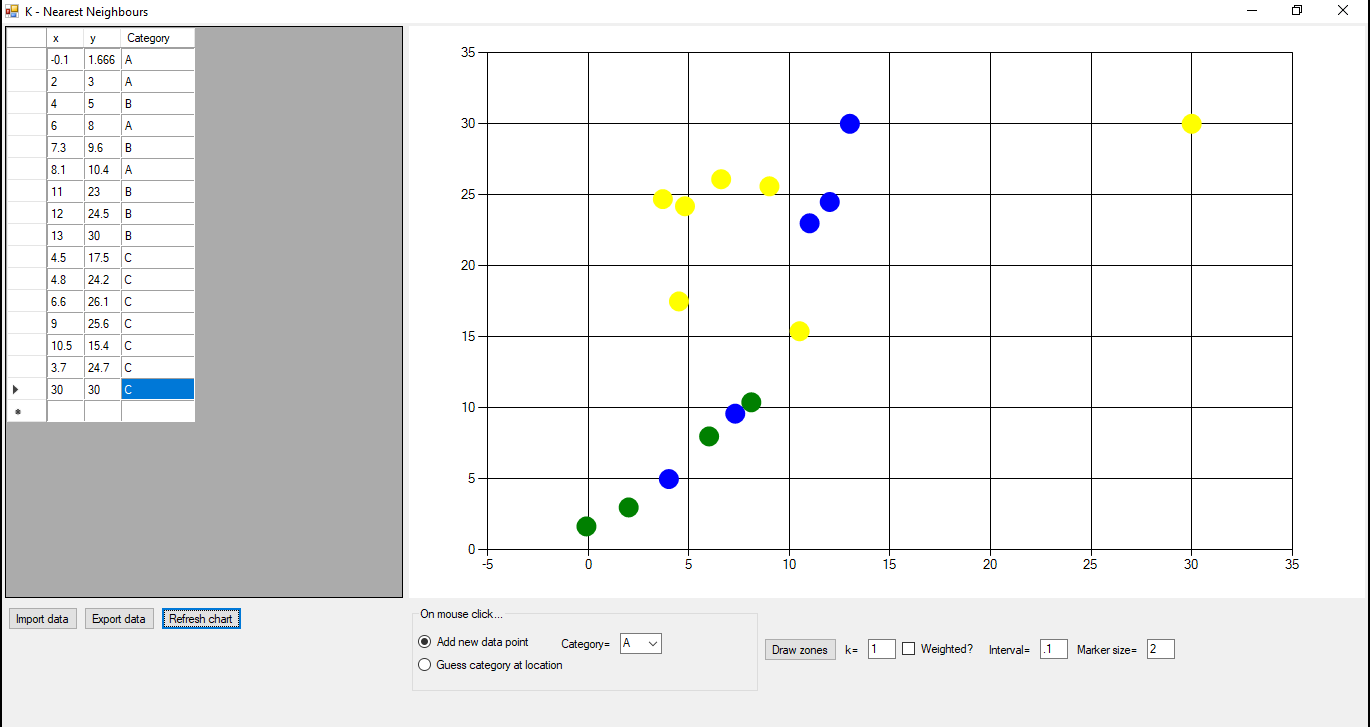 K - Nearest Neighbours
x y Category
-0.1 1.666 A
2 3 A
4 5 B
6 8 A
7.3 9.6 B
8.1 10.4 A
11 23 B
12 24.5 B
13 30 B
4.5 17.5 C
4.8 24.2 C
6.6 26.1 C
9 25.6 C
10.5 15.4 C
3.7 24.7 C
30 30 C
35
30
25
20
15
10
5
0
-5 0 5 10 15 20 25 30 35
Import data Export data Refresh chart
On mouse click...
Add new data point Category= A
Guess category at location
Draw zones k= 1 Weighted? Interval= .1 Marker size= 2